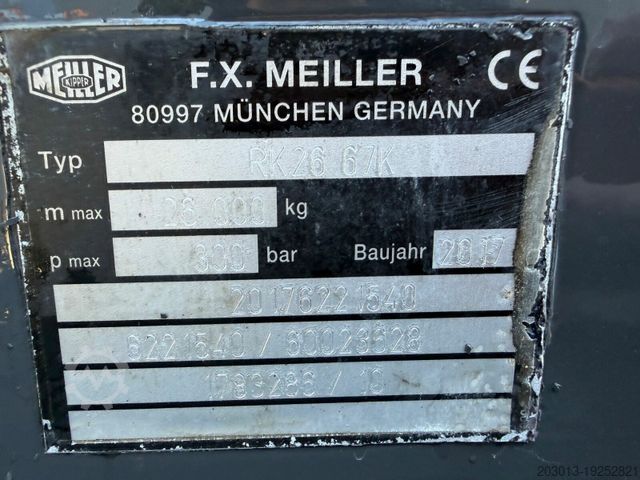 MEILLER
KIPPER
F.X. MEILLER
CE
80997 MÜNCHEN GERMANY
Typ RK26 67K
m max 26.000 kg
p max 300 bar Baujahr 2017
20176221540
6221540 / 60023628
1783286 / 10
203013-19252821